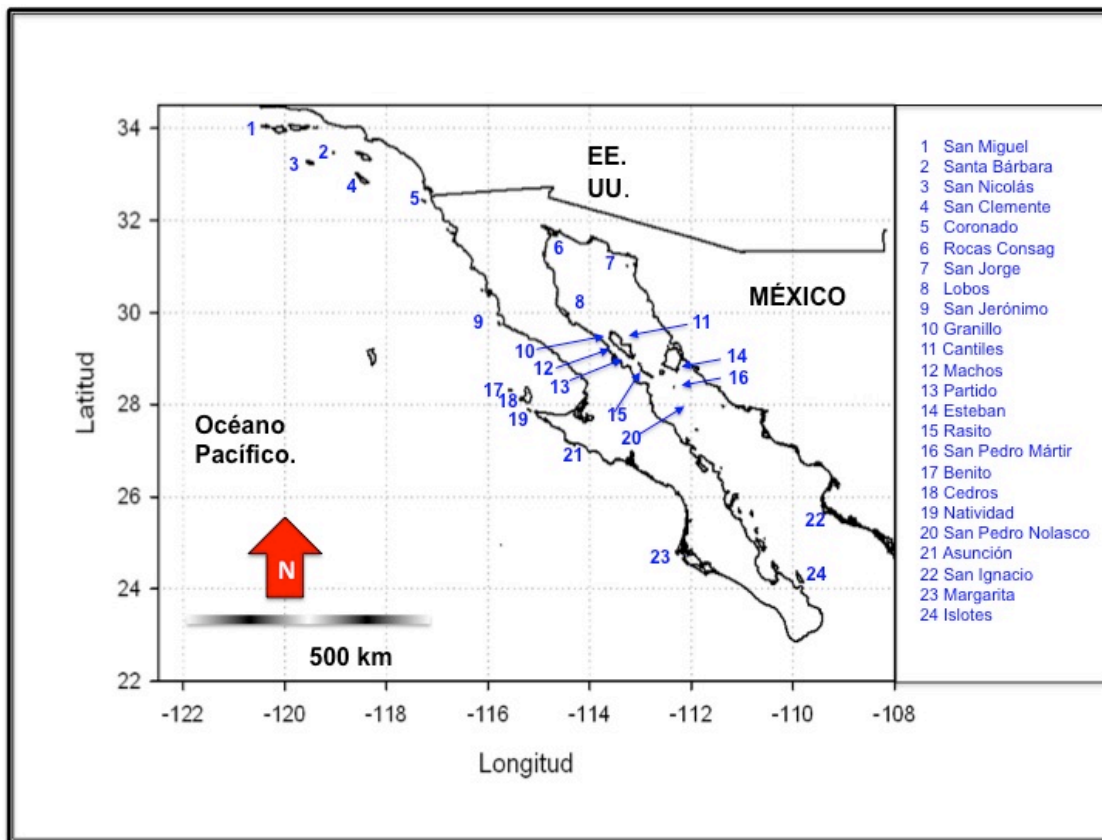 34
32
30
28
26
24
22
Latitud
-122
-120
-118
-116
-114
-112
-110
-108
Longitud
EE.
UU.
MÉXICO
Océano
Pacífico.
N
500 km
1
2
3
4
5
6
7
8
9
10
11
12
13
14
15
16
17
18
19
20
21
22
23
24
1 San Miguel
2 Santa Bárbara
3 San Nicolás
4 San Clemente
5 Coronado
6 Rocas Consag
7 San Jorge
8 Lobos
9 San Jerónimo
10 Granillo
11 Cantiles
12 Machos
13 Partido
14 Esteban
15 Rasito
16 San Pedro Mártir
17 Benito
18 Cedros
19 Natividad
20 San Pedro Nolasco
21 Asunción
22 San Ignacio
23 Margarita
24 Islotes